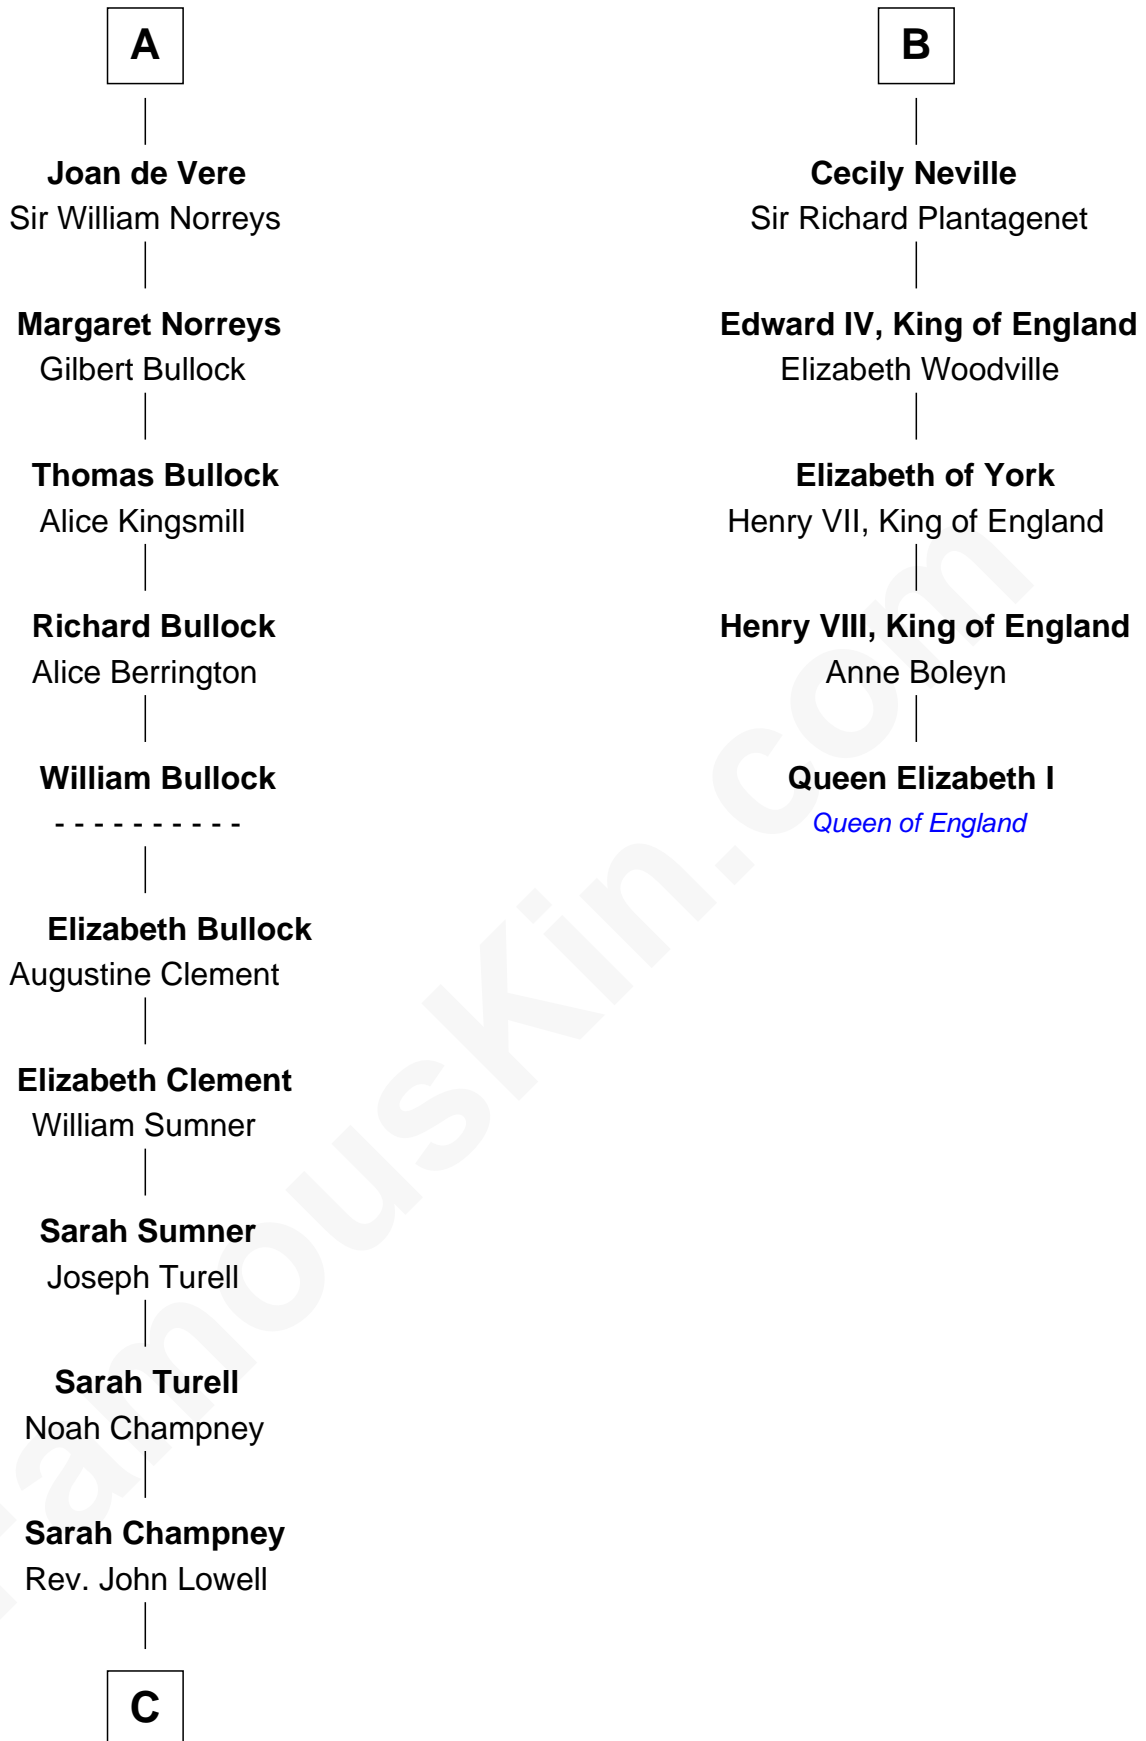 A
Joan de Vere
Sir William Norreys
Margaret Norreys
Gilbert Bullock
Thomas Bullock
Alice Kingsmill
Richard Bullock
Alice Berrington
William Bullock
- - - - - - - - - -
Elizabeth Bullock
Augustine Clement
Elizabeth Clement
William Sumner
Sarah Sumner
Joseph Turell
Sarah Turell
Noah Champney
Sarah Champney
Rev. John Lowell
C
B
Cecily Neville
Sir Richard Plantagenet
Edward IV, King of England
Elizabeth Woodville
Elizabeth of York
Henry VII, King of England
Henry VIII, King of England
Anne Boleyn
Queen Elizabeth I
Queen of England
FamousKin.com